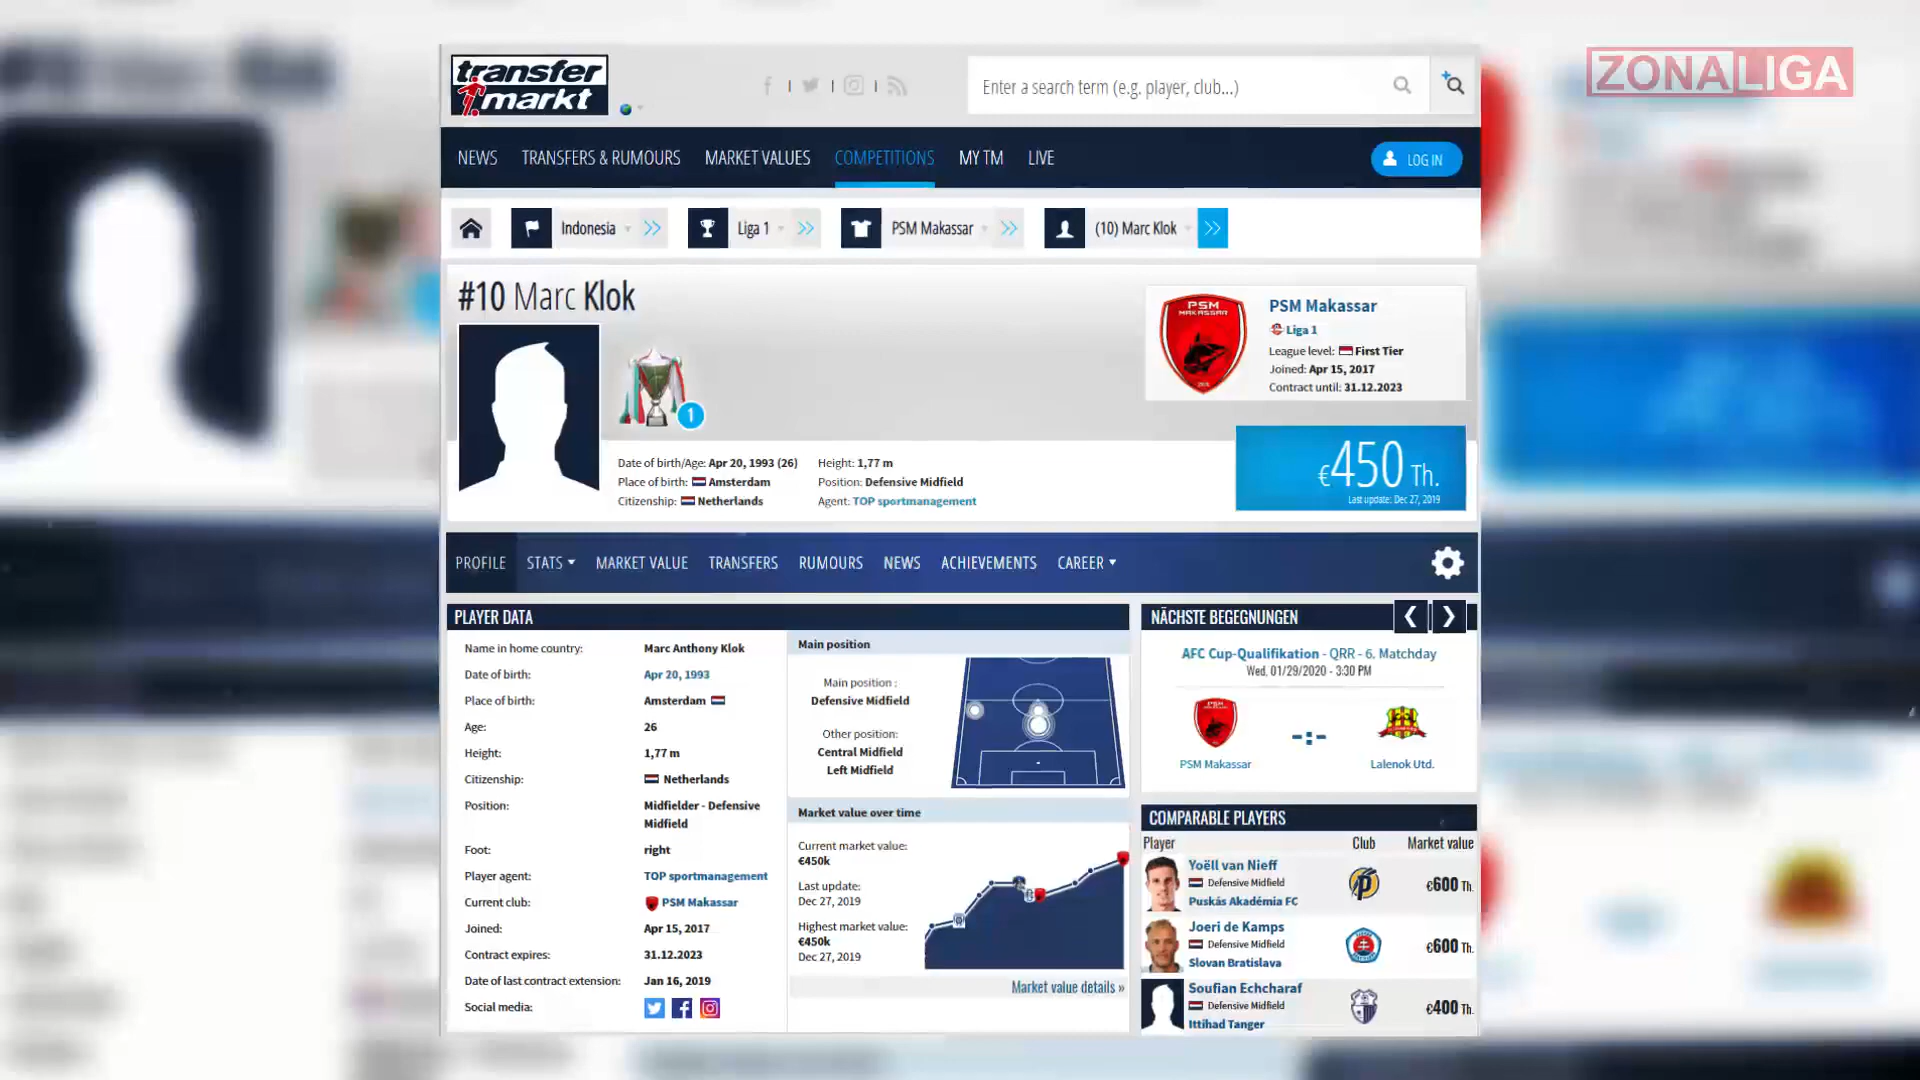 transfer
markt
Enter a search term (e.g. player, club...)
ZONALIGA
NEWS TRANSFERS & RUMOURS MARKET VALUES COMPETITIONS MY TM LIVE LOG IN
Indonesia Liga 1 PSM Makassar (10) Marc Klok
#10 Marc Klok
1
Date of birth/Age: Apr 20, 1993 (26)
Place of birth: Amsterdam
Citizenship: Netherlands
Height: 1,77 m
Position: Defensive Midfield
Agent: TOP sportmanagement
PSM
MAKASSAR
PSM Makassar
Liga 1
League level: First Tier
Joined: Apr 15, 2017
Contract until: 31.12.2023
€450 Th.
Last update: Dec 27, 2019
PROFILE STATS MARKET VALUE TRANSFERS RUMOURS NEWS ACHIEVEMENTS CAREER
PLAYER DATA
Name in home country: Marc Anthony Klok
Date of birth: Apr 20, 1993
Place of birth: Amsterdam
Age: 26
Height: 1,77 m
Citizenship: Netherlands
Position: Midfielder - Defensive
Midfield
Foot: right
Player agent: TOP sportmanagement
Current club: PSM Makassar
Joined: Apr 15, 2017
Contract expires: 31.12.2023
Date of last contract extension: Jan 16, 2019
Social media:
Main position
Main position :
Defensive Midfield
Other position:
Central Midfield
Left Midfield
Market value over time
Current market value:
€450k
Last update:
Dec 27, 2019
Highest market value:
€450k
Dec 27, 2019
Market value details »
NÄCHSTE BEGEGNUNGEN
AFC Cup-Qualifikation - QRR - 6. Matchday
Wed, 01/29/2020 - 3:30 PM
-:-
PSM Makassar Lalenok Utd.
COMPARABLE PLAYERS
Player Club Market value
Yoëll van Nieff
Defensive Midfield
Puskás Akadémia FC
€600 Th.
Joeri de Kamps
Defensive Midfield
Slovan Bratislava
€600 Th.
Soufian Echcharaf
Defensive Midfield
Ittihad Tanger
€400 Th.